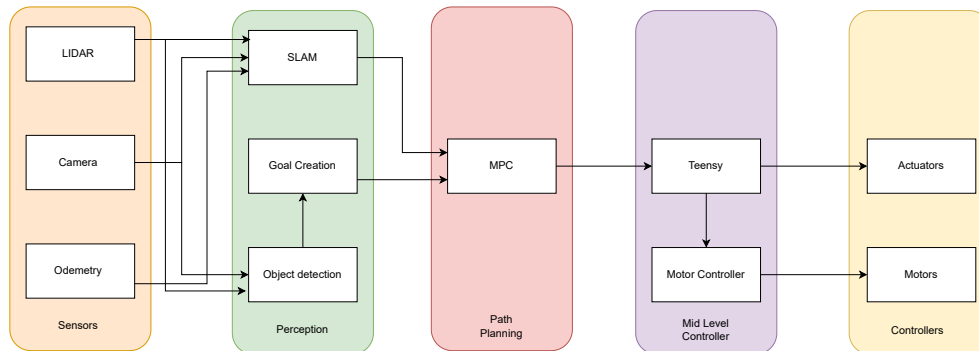 LIDAR
Camera
Odemetry
Sensors
SLAM
Goal Creation
Object detection
Perception
MPC
Path
Planning
Teensy
Motor Controller
Mid Level
Controller
Actuators
Motors
Controllers